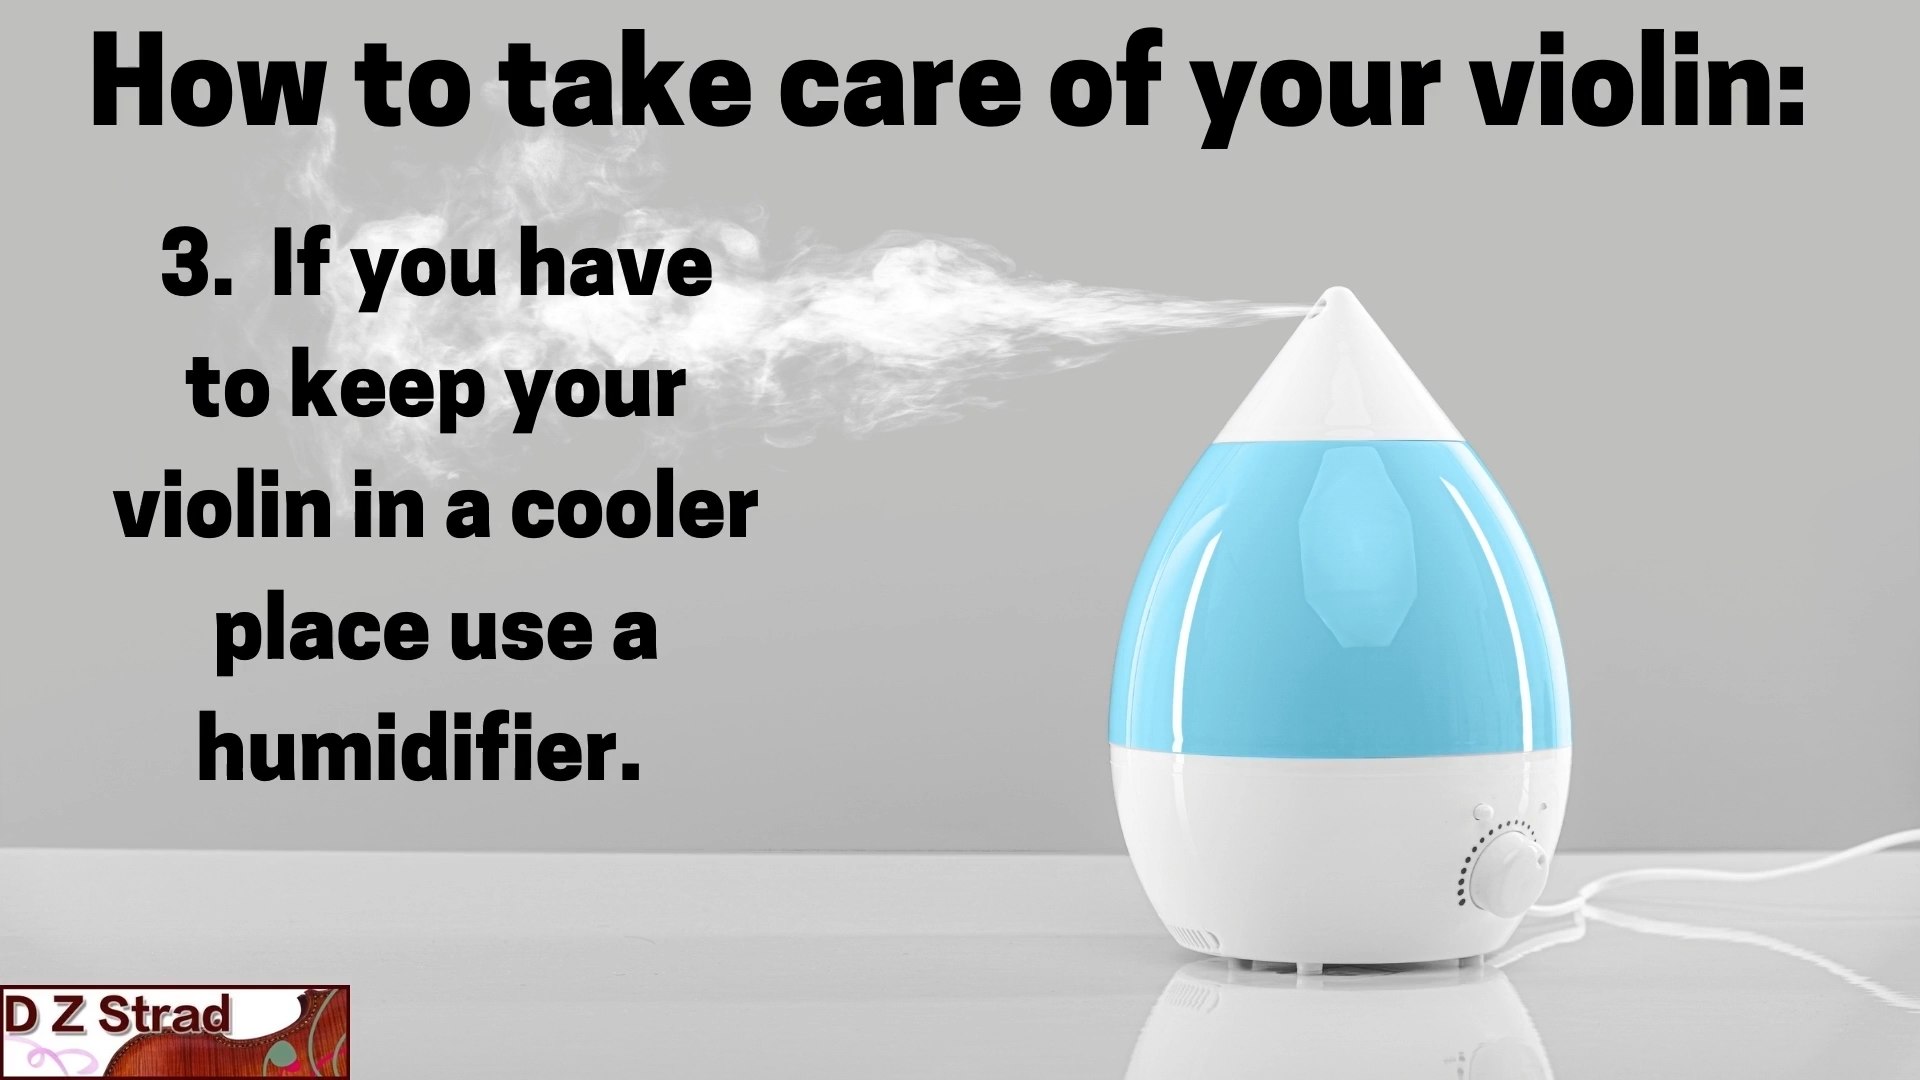 How to take care of your violin:
3. If you have
to keep your
violin in a cooler
place use a
humidifier.
D Z Strad